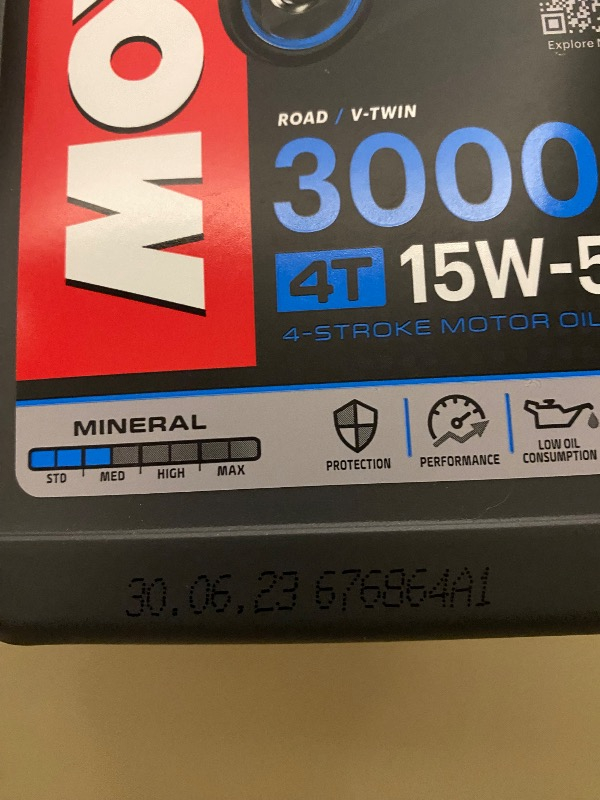 Explore
ROAD / V-TWIN
3000
4T 15W-5
4-STROKE MOTOR OIL
MINERAL
STD MED HIGH MAX
PROTECTION
PERFORMANCE
LOW OIL
CONSUMPTION
30.06.23 676864A1